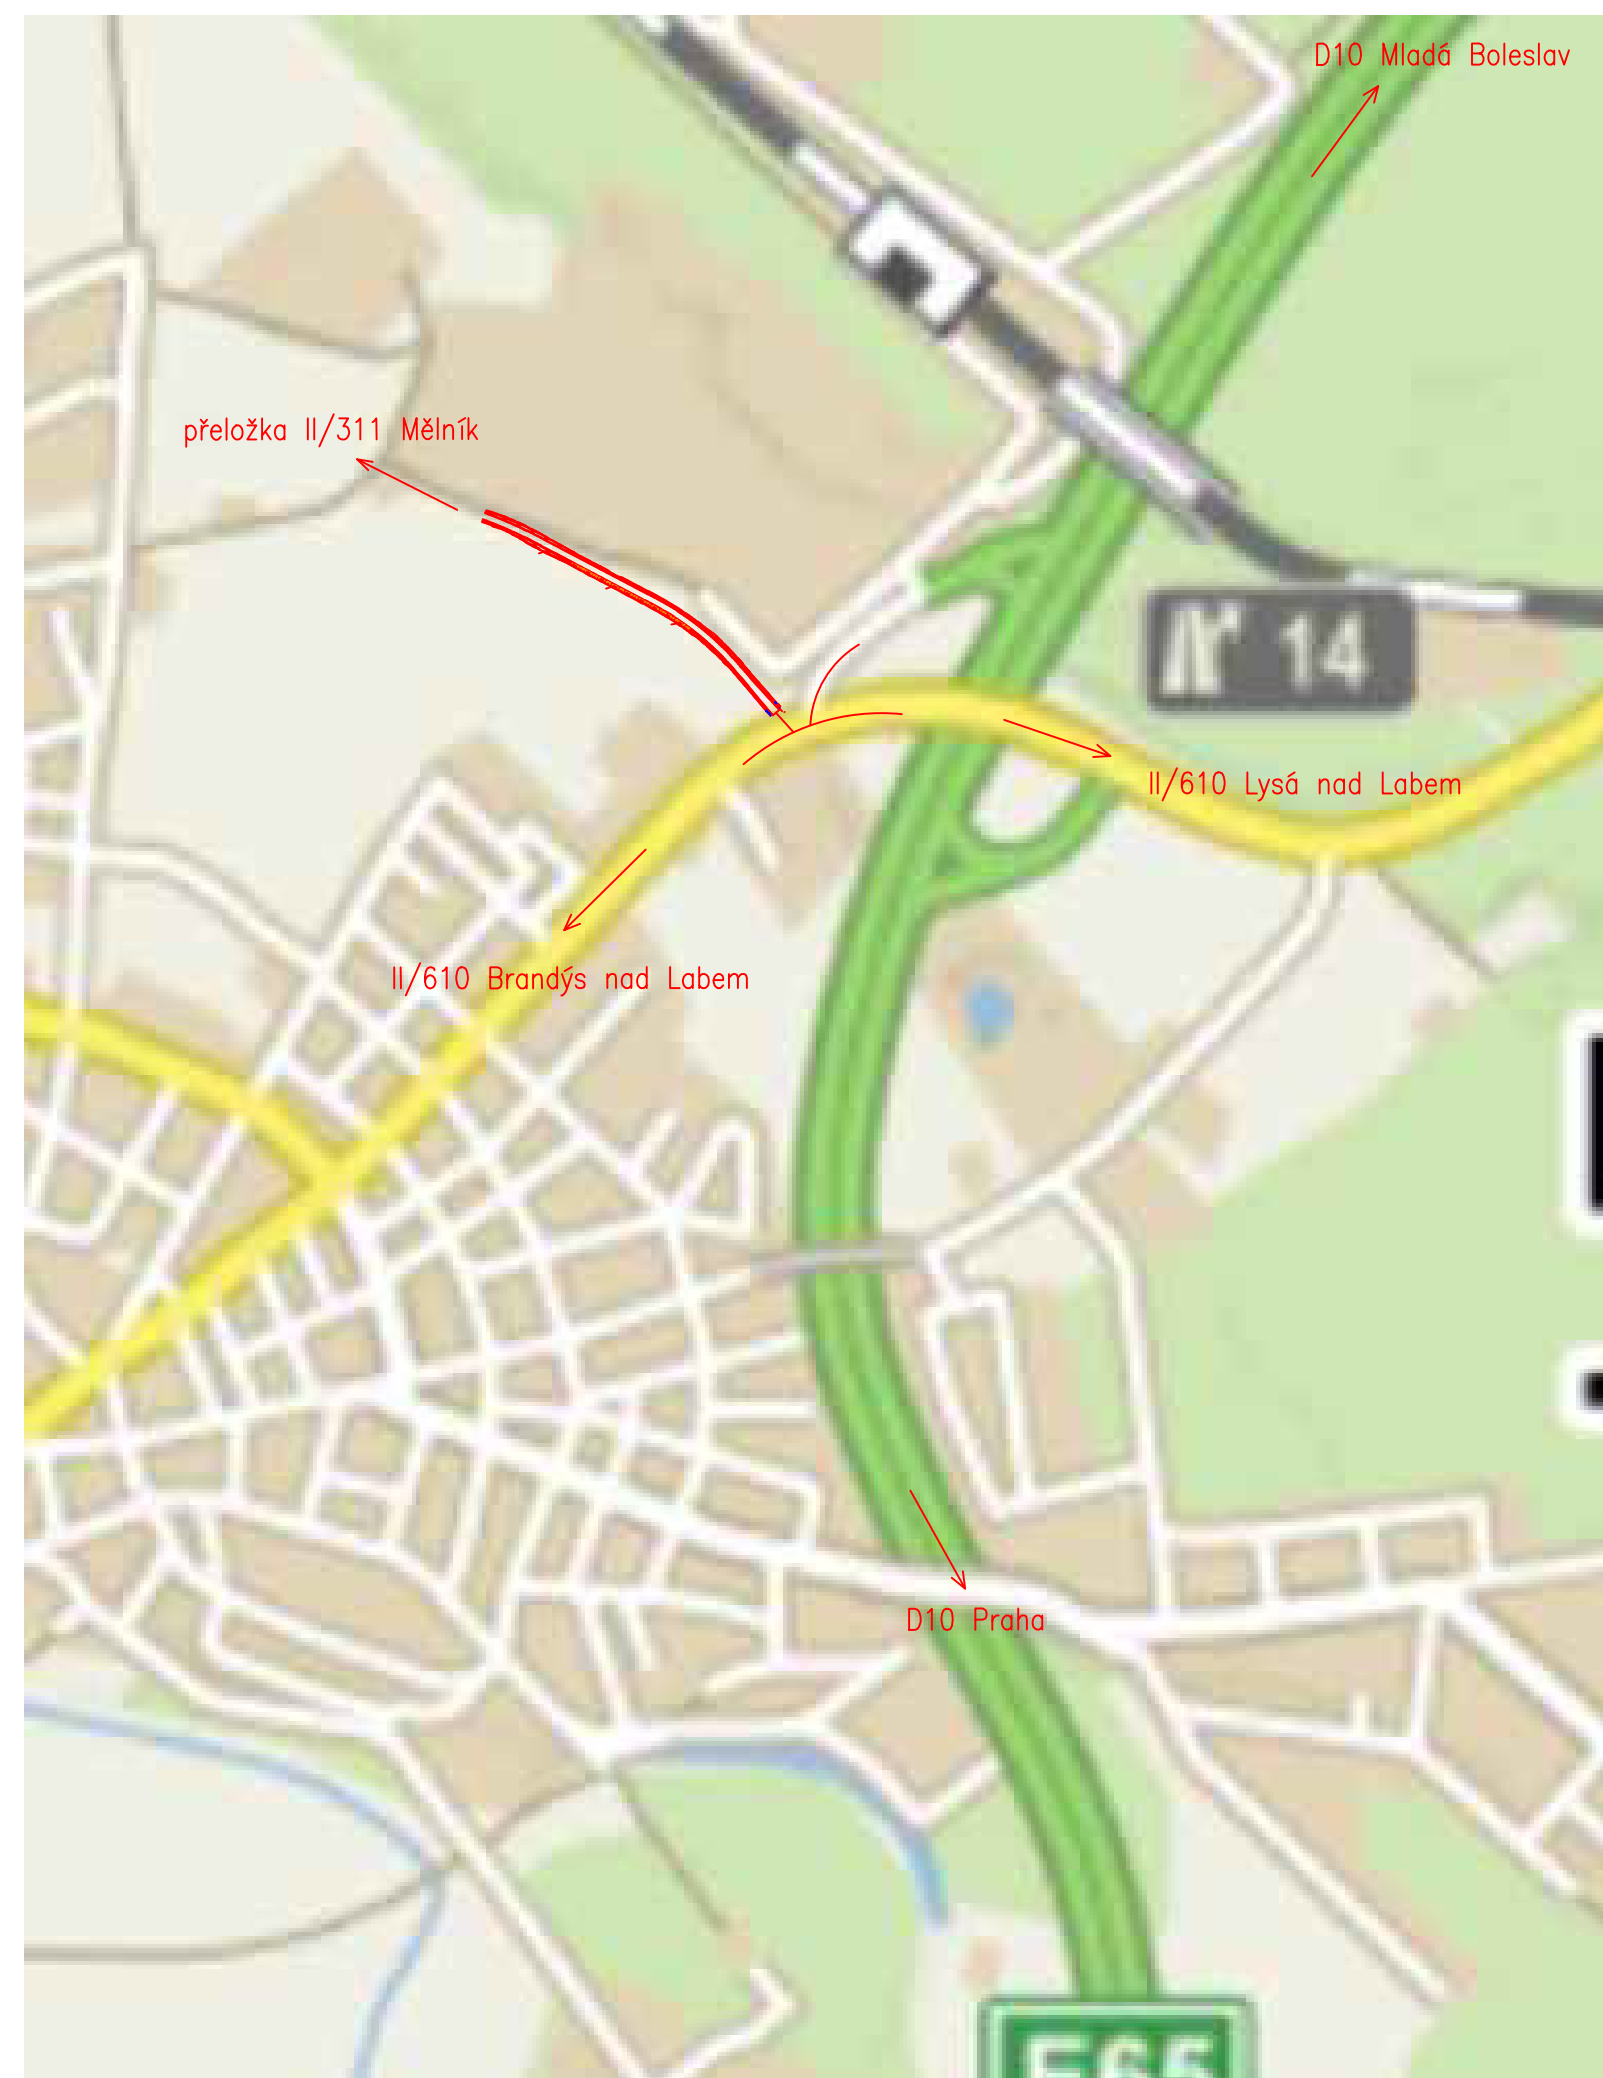 D10 Mladá Boleslav
přeložka II/311 Mělník
14
II/610 Lysá nad Labem
II/610 Brandýs nad Labem
D10 Praha
E65